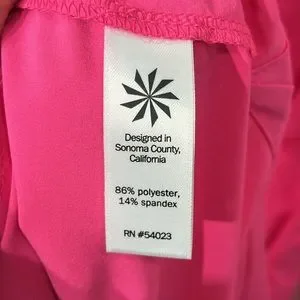 Designed in
Sonoma County,
California
86% polyester,
14% spandex
RN #54023